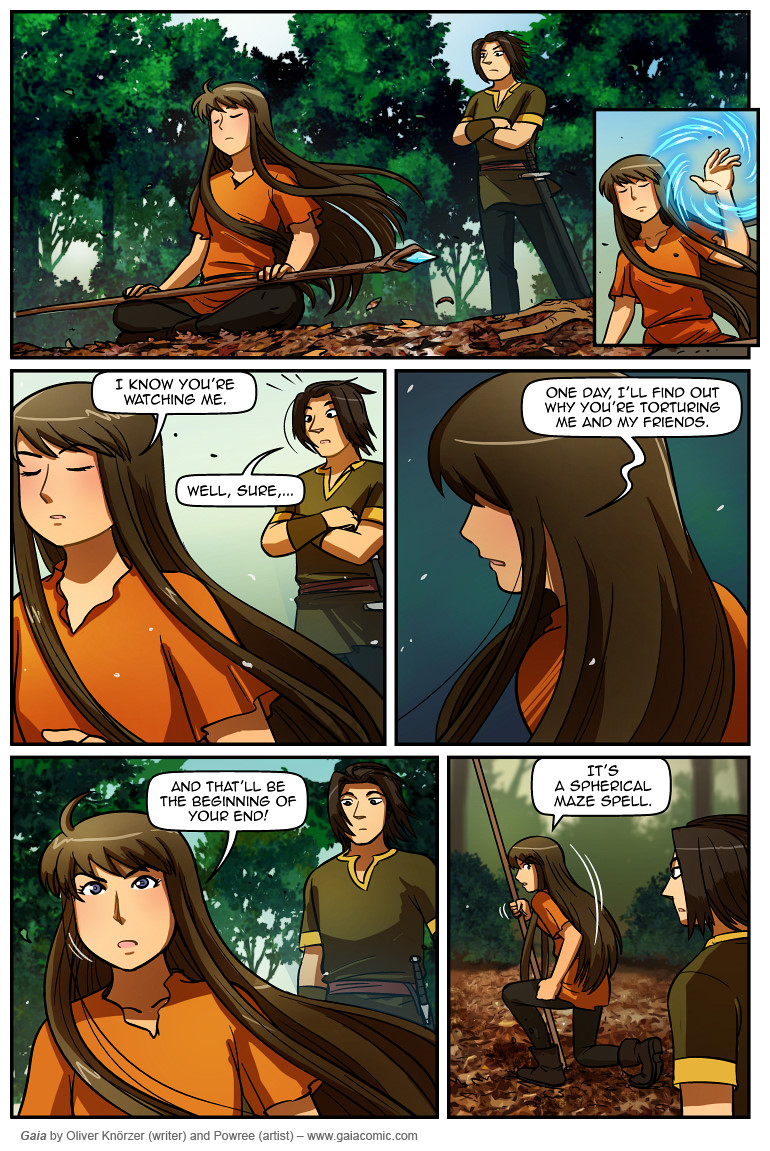 I KNOW YOU'RE
WATCHING ME.
WELL, SURE,...
ONE DAY, I'LL FIND OUT
WHY YOU'RE TORTURING
ME AND MY FRIENDS.
AND THAT'LL BE
THE BEGINNING OF
YOUR END!
IT'S
A SPHERICAL
MAZE SPELL.
Gaia by Oliver Knörzer (writer) and Powree (artist) – www.gaiacomic.com